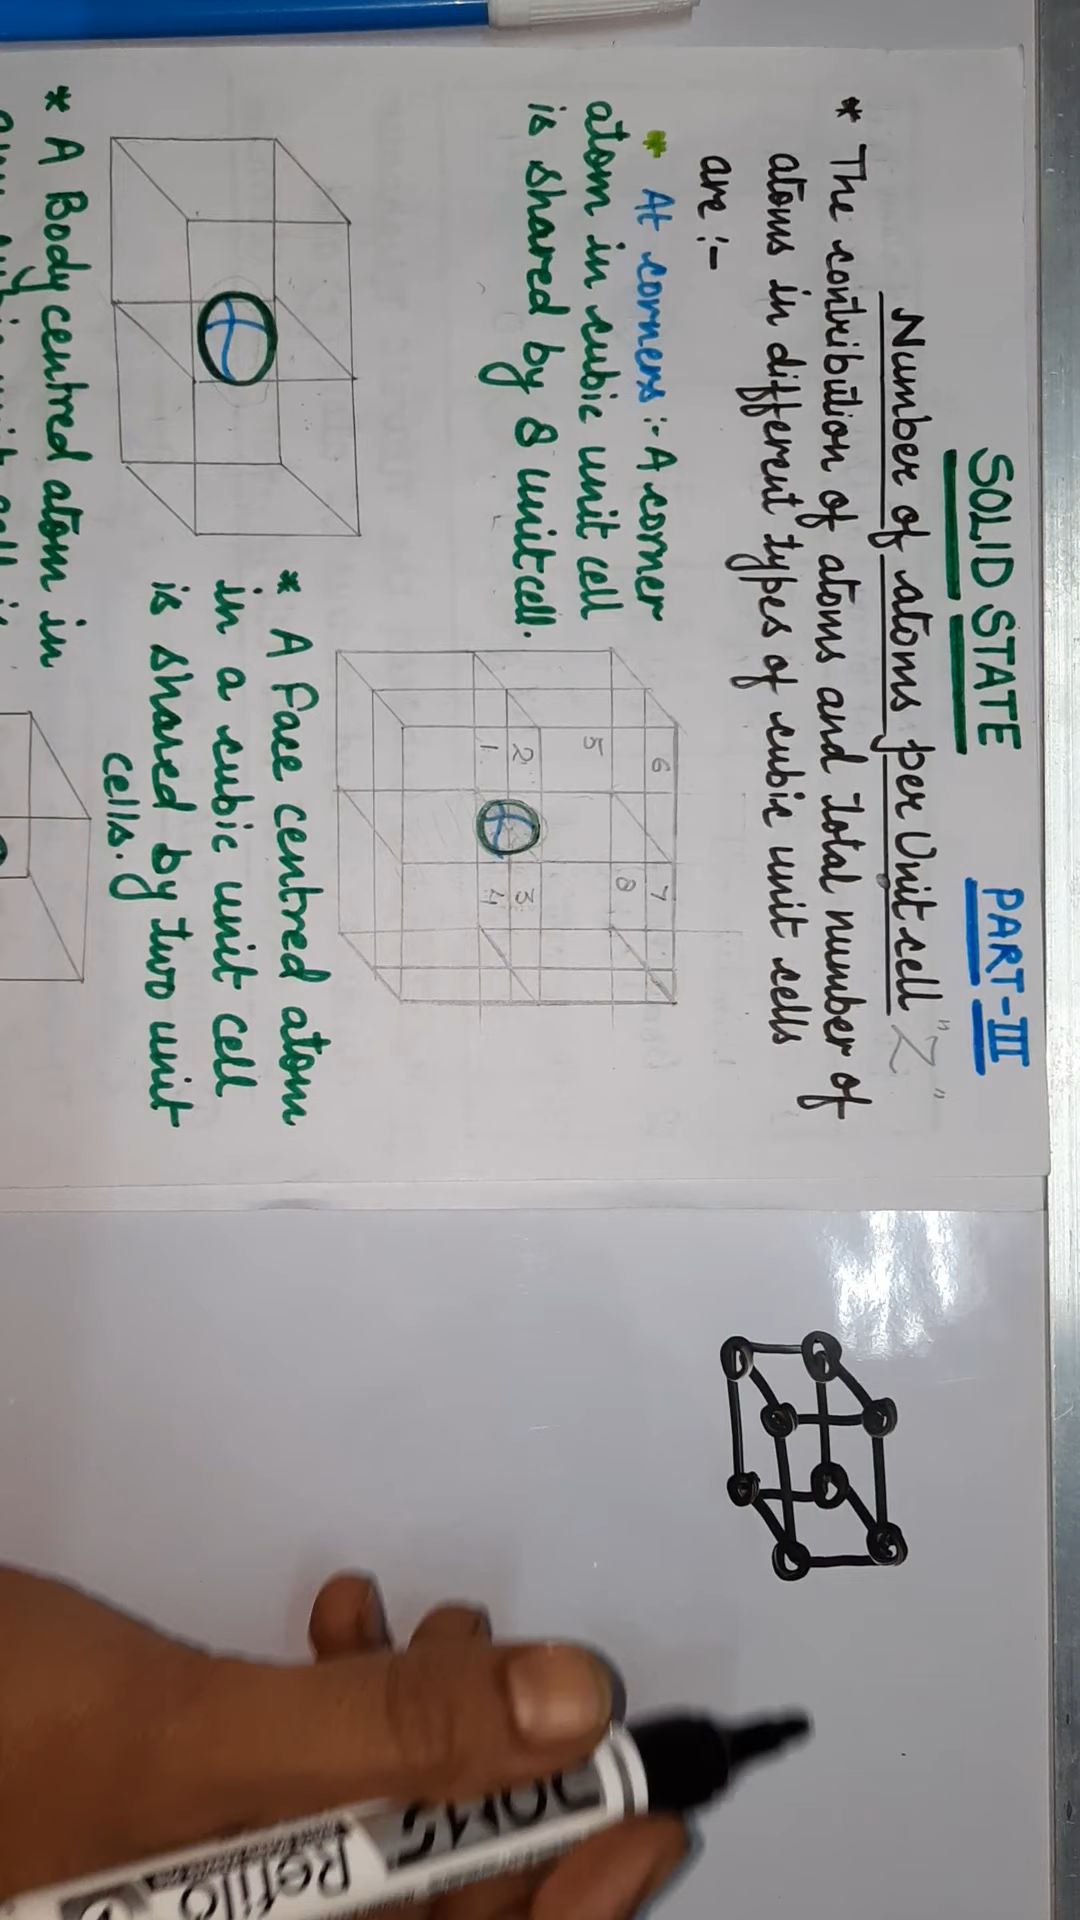 SOLID STATE PART-III
Number of atoms per Unit cell "Z"
* The contribution of atoms and total number of
atoms in different types of cubic unit cells
are :-
* At corners :- A corner
atom in cubic unit cell
is shared by 8 unit cell.
6 7
5 8
2 3
1 4
* A face centred atom
in a cubic unit cell
is shared by two unit
cells.
* A Body centred atom in
Refilo